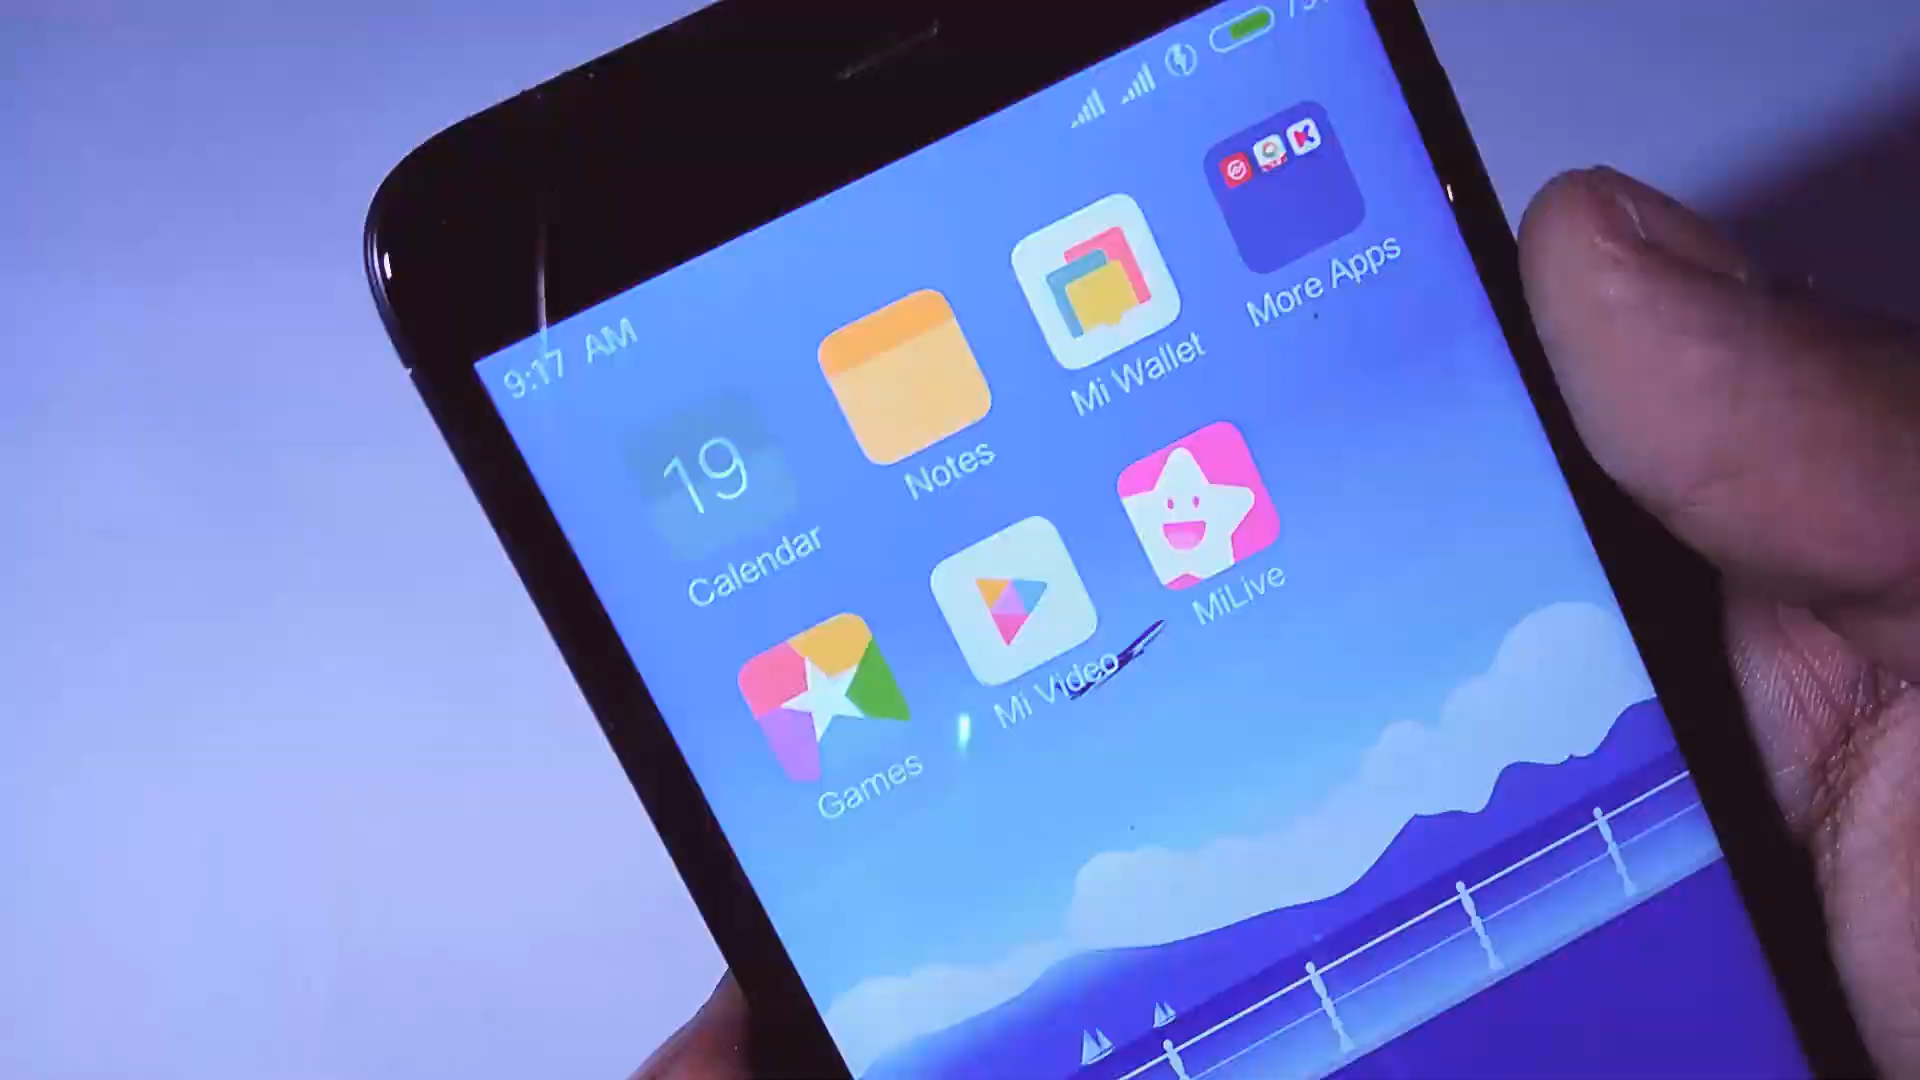 9:17 AM
19
Calendar
Notes
Mi Wallet
More Apps
Games
Mi Video
MiLive